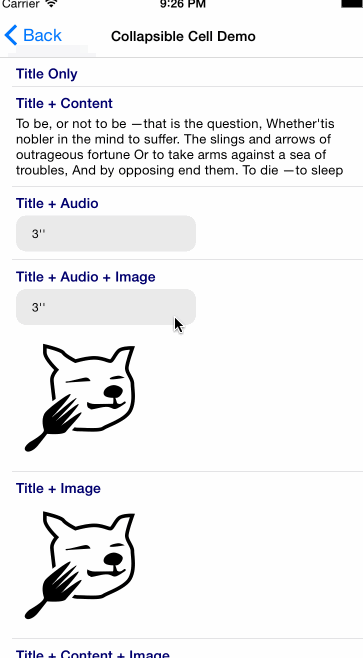 Carrier 9:26 PM
Back Collapsible Cell Demo
Title Only
Title + Content
To be, or not to be —that is the question, Whether'tis
nobler in the mind to suffer. The slings and arrows of
outrageous fortune Or to take arms against a sea of
troubles, And by opposing end them. To die —to sleep
Title + Audio
3''
Title + Audio + Image
3''
Title + Image
Title + Content + Image